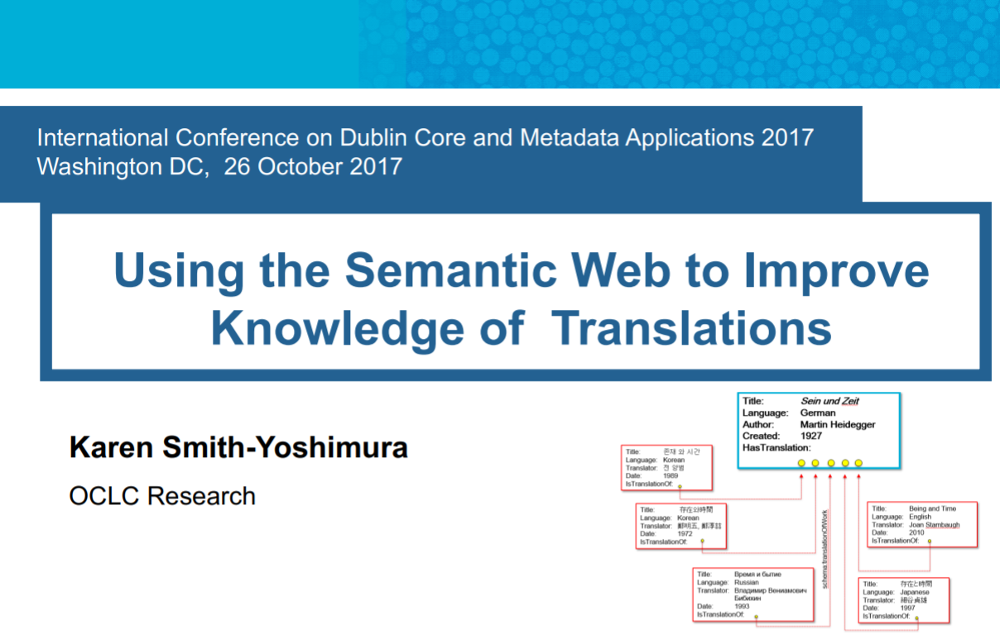 International Conference on Dublin Core and Metadata Applications 2017
Washington DC, 26 October 2017
Using the Semantic Web to Improve
Knowledge of Translations
Karen Smith-Yoshimura
OCLC Research
Title: Sein und Zeit
Language: German
Author: Martin Heidegger
Created: 1927
HasTranslation:
Title: 존재 와 시간
Language: Korean
Translator: 전 양범
Date: 1989
IsTranslationOf:
Title: 存在와時間
Language: Korean
Translator: 鄭明五, 鄭淳喆
Date: 1972
IsTranslationOf:
Title: Время и бытие
Language: Russian
Translator: Владимир Вениамович
Бибихин
Date: 1993
IsTranslationOf:
schema:translationOfWork
Title: Being and Time
Language: English
Translator: Joan Stambaugh
Date: 2010
IsTranslationOf:
Title: 存在と時間
Language: Japanese
Translator: 細谷貞雄
Date: 1997
IsTranslationOf: